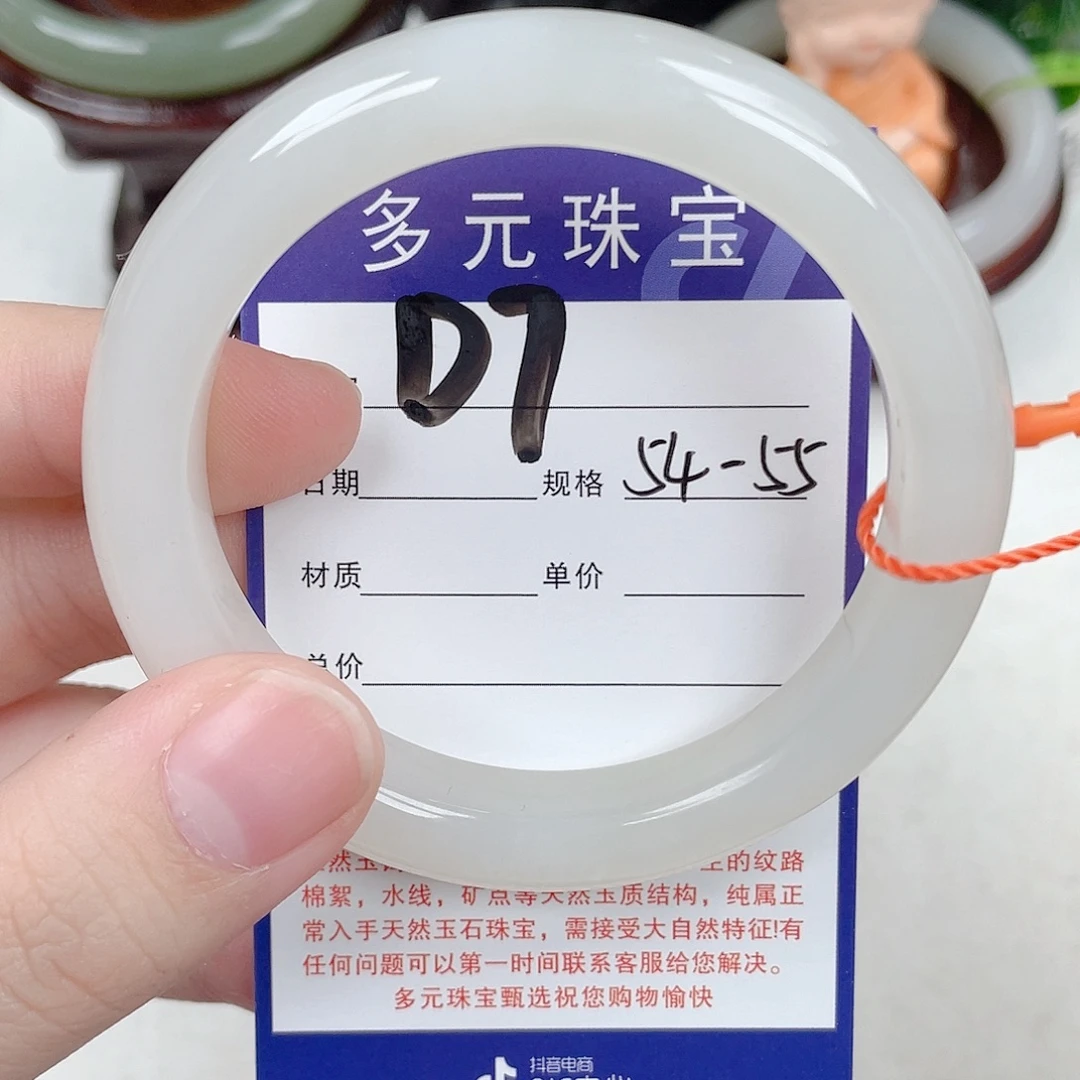 多元珠宝
D7
日期 规格 54-55
材质 单价
总价
然玉 的纹路
棉絮，水线，矿点等天然玉质结构，纯属正
常入手天然玉石珠宝，需接受大自然特征!有
任何问题可以第一时间联系客服给您解决。
多元珠宝甄选祝您购物愉快
抖音电商